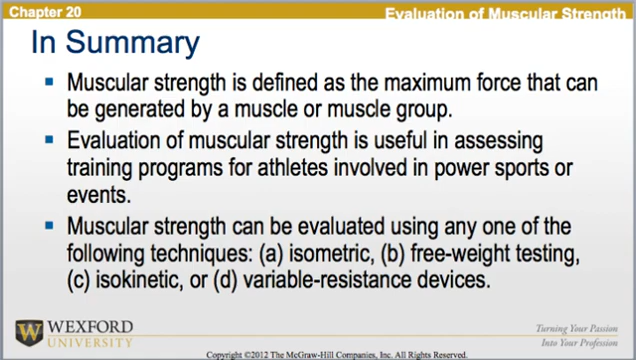 Chapter 20
Evaluation of Muscular Strength
In Summary
▪ Muscular strength is defined as the maximum force that can
be generated by a muscle or muscle group.
▪ Evaluation of muscular strength is useful in assessing
training programs for athletes involved in power sports or
events.
▪ Muscular strength can be evaluated using any one of the
following techniques: (a) isometric, (b) free-weight testing,
(c) isokinetic, or (d) variable-resistance devices.
W
WEXFORD
UNIVERSITY
Turning Your Passion
Into Your Profession
Copyright ©2012 The McGraw-Hill Companies, Inc. All Rights Reserved.